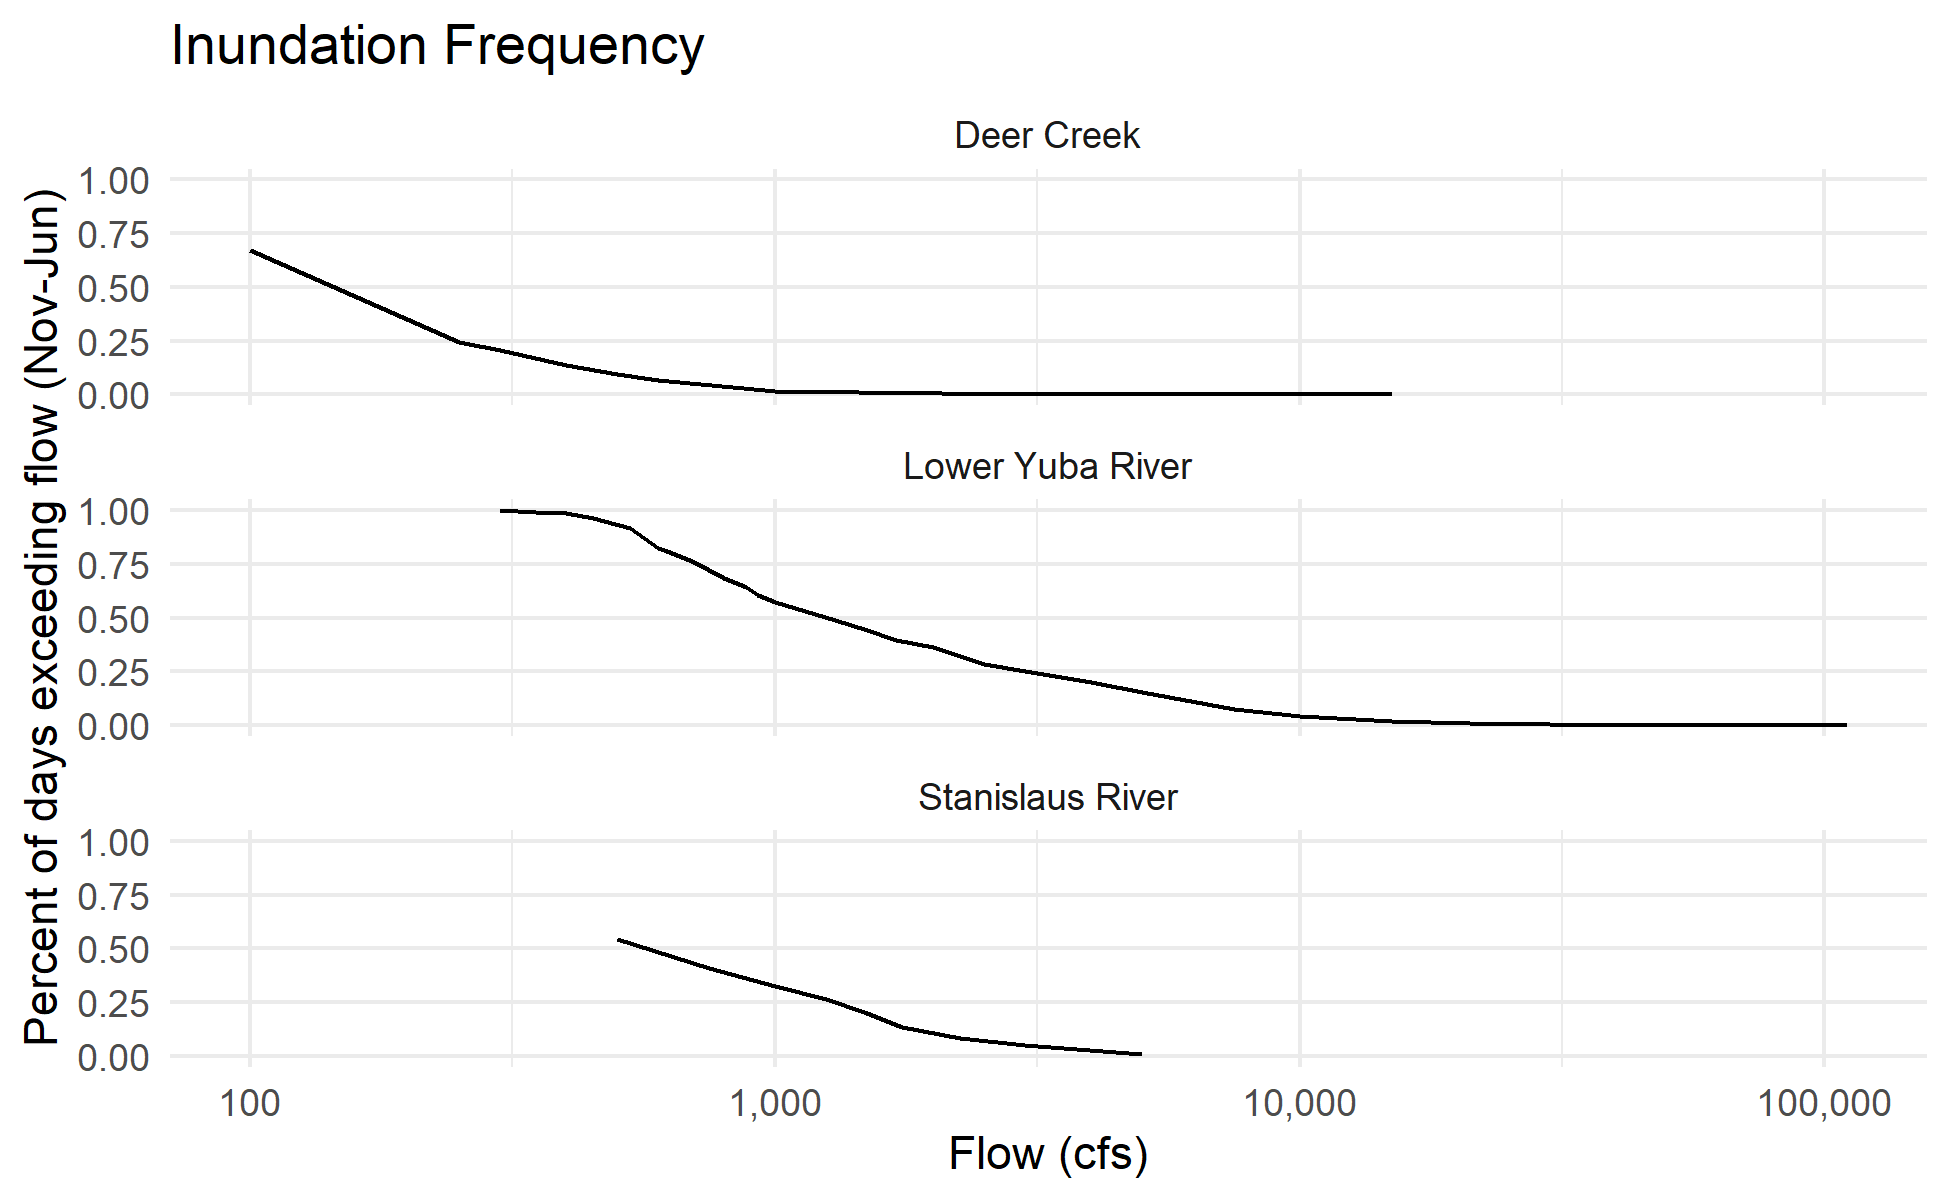 Inundation Frequency
Percent of days exceeding flow (Nov-Jun)
Deer Creek
1.00
0.75
0.50
0.25
0.00
Lower Yuba River
1.00
0.75
0.50
0.25
0.00
Stanislaus River
1.00
0.75
0.50
0.25
0.00
100 1,000 10,000 100,000
Flow (cfs)